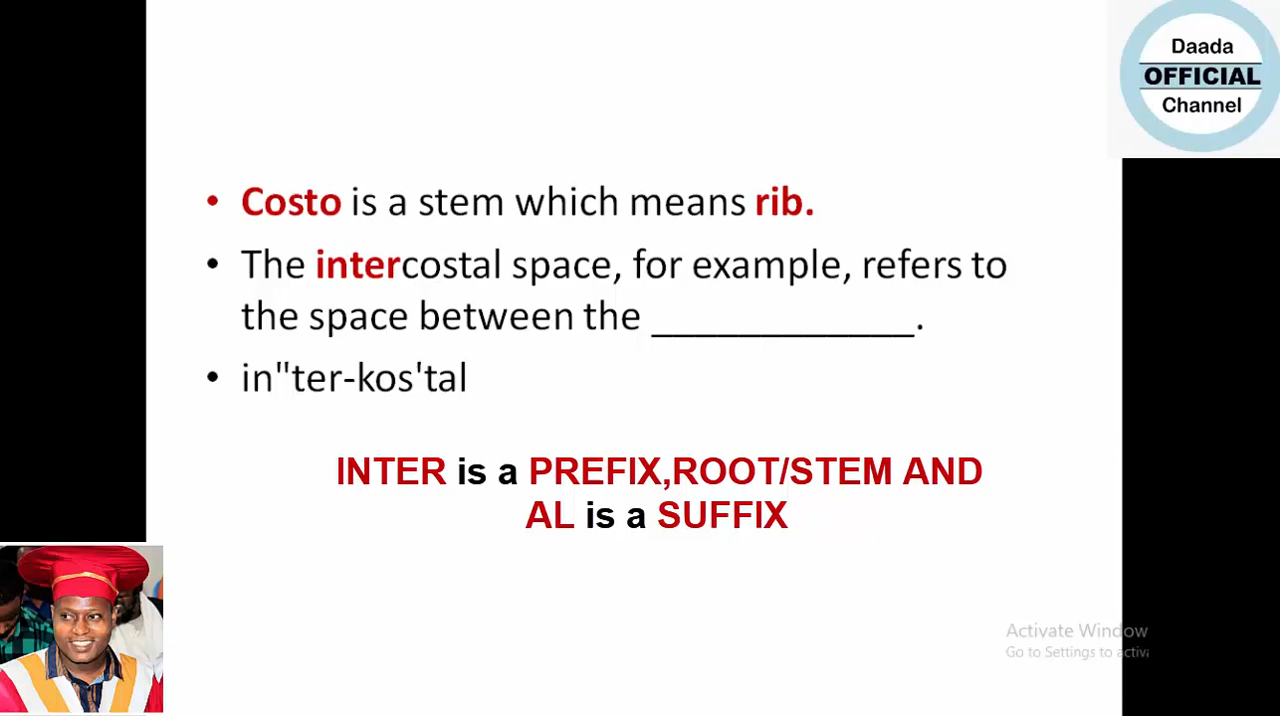 Daada
OFFICIAL
Channel
• Costo is a stem which means rib.
• The intercostal space, for example, refers to
the space between the ____________.
• in"ter-kos'tal
INTER is a PREFIX,ROOT/STEM AND
AL is a SUFFIX
Activate Window
Go to Settings to activa